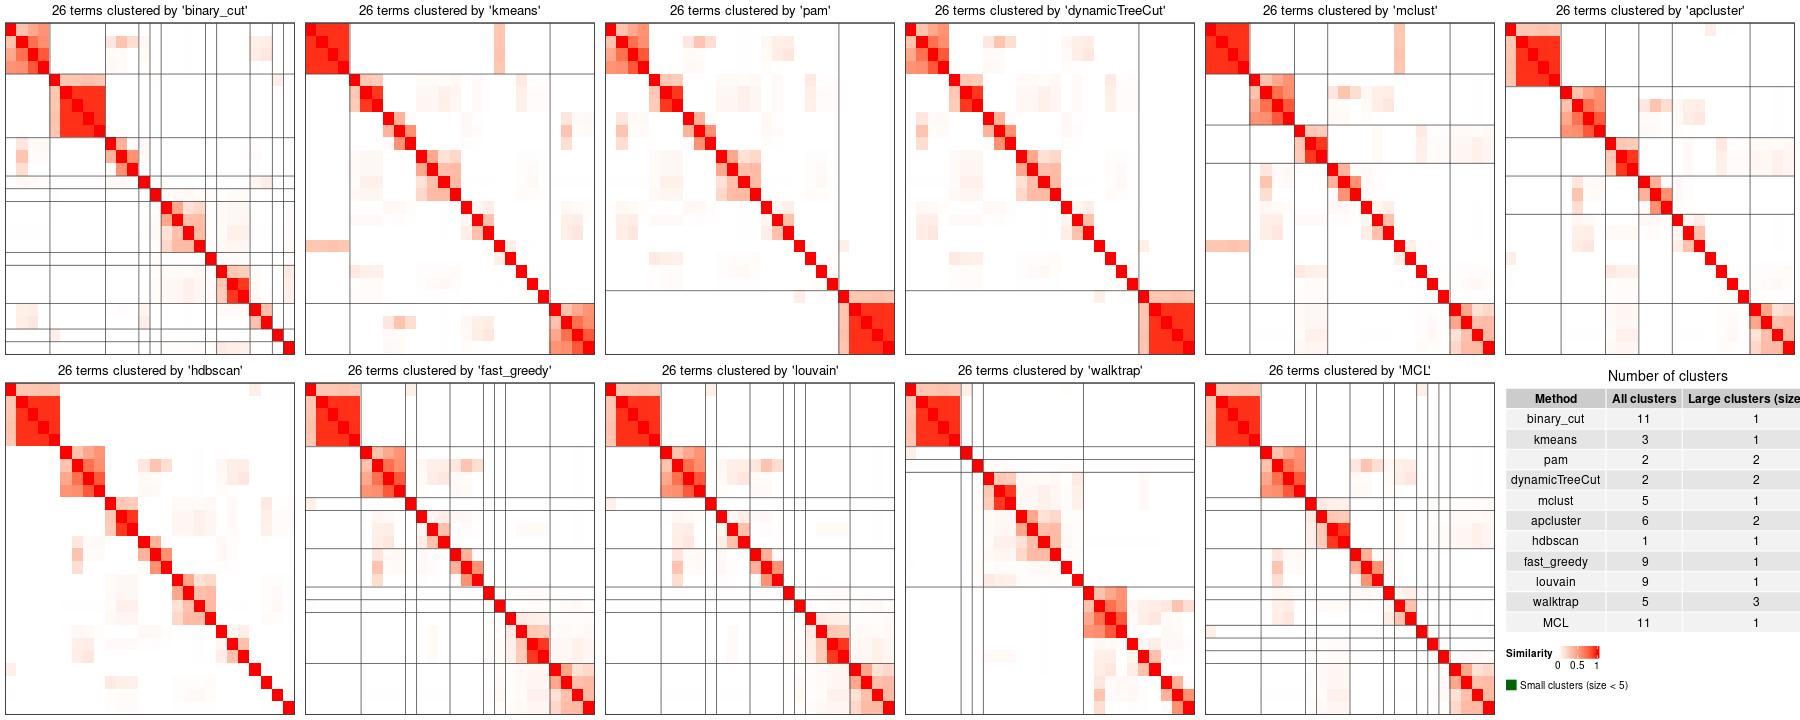 26 terms clustered by 'binary_cut'
26 terms clustered by 'kmeans'
26 terms clustered by 'pam'
26 terms clustered by 'dynamicTreeCut'
26 terms clustered by 'mclust'
26 terms clustered by 'apcluster'
26 terms clustered by 'hdbscan'
26 terms clustered by 'fast_greedy'
26 terms clustered by 'louvain'
26 terms clustered by 'walktrap'
26 terms clustered by 'MCL'
Number of clusters
Method All clusters Large clusters (size
binary_cut 11 1
kmeans 3 1
pam 2 2
dynamicTreeCut 2 2
mclust 5 1
apcluster 6 2
hdbscan 1 1
fast_greedy 9 1
louvain 9 1
walktrap 5 3
MCL 11 1
Similarity
0 0.5 1
Small clusters (size < 5)